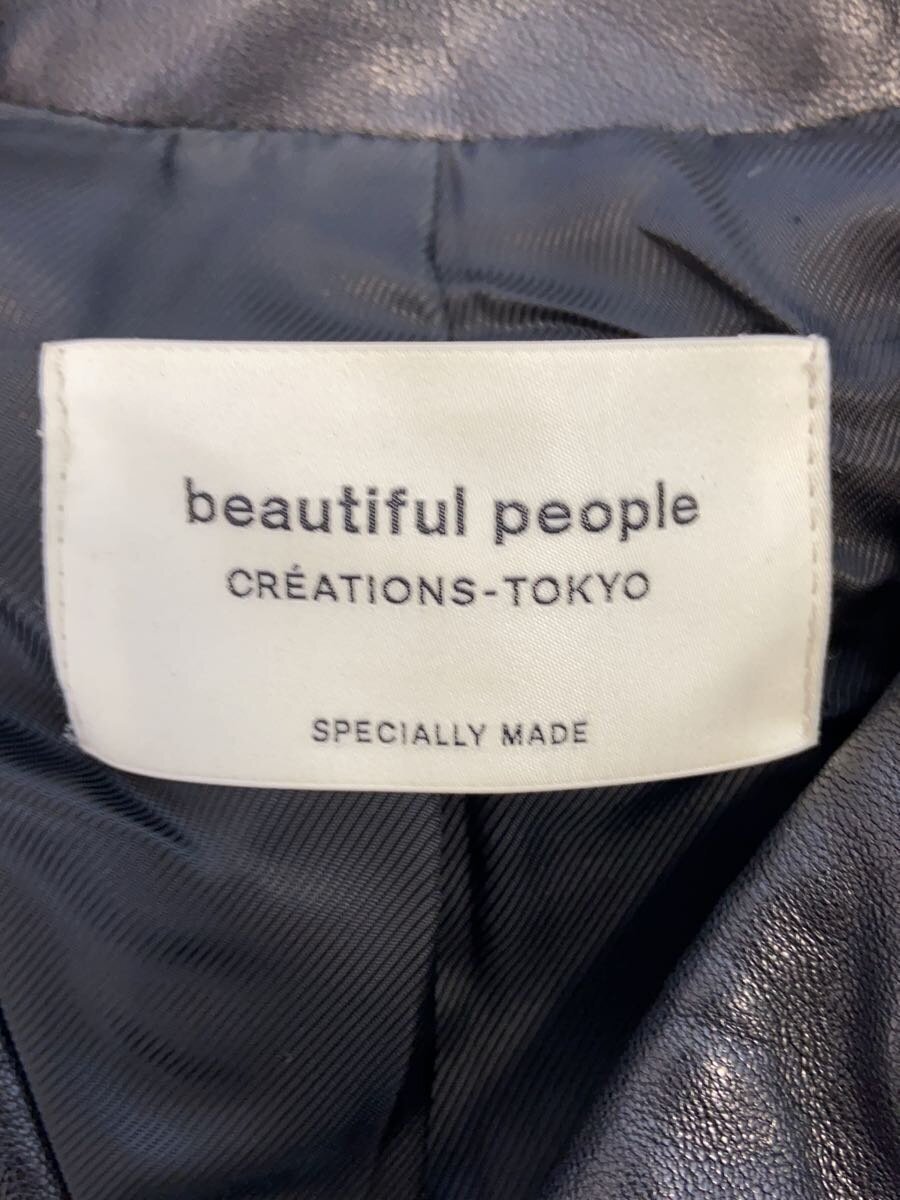 beautiful people
CRÉATIONS-TOKYO
SPECIALLY MADE